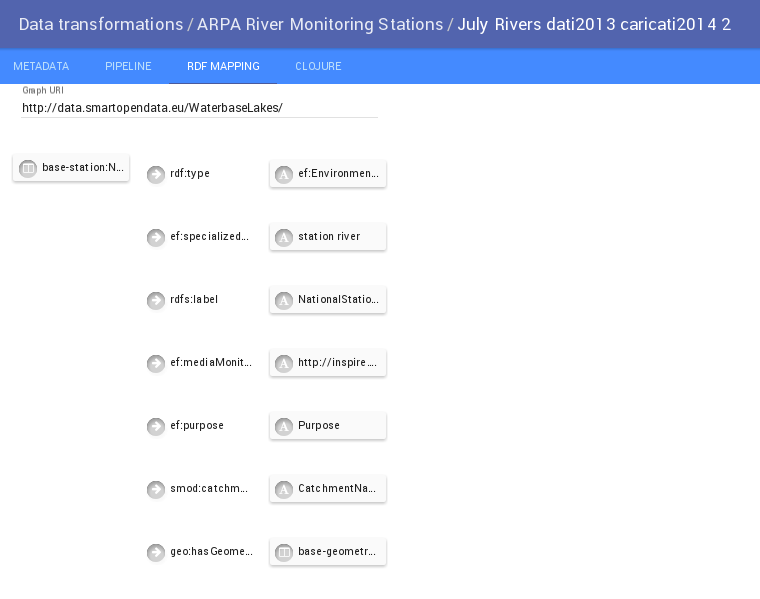 Data transformations / ARPA River Monitoring Stations / July Rivers dati2013 caricati2014 2
METADATA PIPELINE RDF MAPPING CLOJURE
Graph URI
http://data.smartopendata.eu/WaterbaseLakes/
base-station:N... rdf:type A ef:Environmen...
ef:specialized... A station river
rdfs:label A NationalStatio...
ef:mediaMonit... A http://inspire....
ef:purpose A Purpose
smod:catchm... A CatchmentNa...
geo:hasGeome... base-geometr...